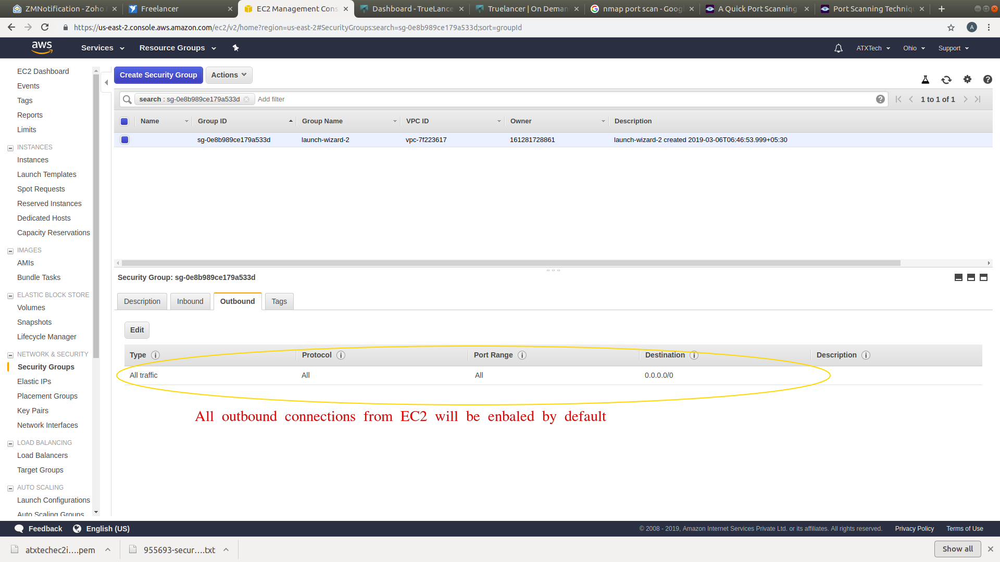 ZMNotification - Zoho
Freelancer
EC2 Management Cons
Dashboard - TrueLance
Truelancer | On Deman
nmap port scan - Goog
A Quick Port Scanning
Port Scanning Techniq
https://us-east-2.console.aws.amazon.com/ec2/v2/home?region=us-east-2#SecurityGroups:search=sg-0e8b989ce179a533d;sort=groupId
A
aws
Services
Resource Groups
ATXTech
Ohio
Support
EC2 Dashboard
Events
Tags
Reports
Limits
INSTANCES
Instances
Launch Templates
Spot Requests
Reserved Instances
Dedicated Hosts
Capacity Reservations
IMAGES
AMIs
Bundle Tasks
ELASTIC BLOCK STORE
Volumes
Snapshots
Lifecycle Manager
NETWORK & SECURITY
Security Groups
Elastic IPs
Placement Groups
Key Pairs
Network Interfaces
LOAD BALANCING
Load Balancers
Target Groups
AUTO SCALING
Launch Configurations
Auto Scaling Groups
Create Security Group
Actions
search : sg-0e8b989ce179a533d
Add filter
1 to 1 of 1
Name Group ID Group Name VPC ID Owner Description
sg-0e8b989ce179a533d launch-wizard-2 vpc-7f223617 161281728861 launch-wizard-2 created 2019-03-06T06:46:53.999+05:30
Security Group: sg-0e8b989ce179a533d
Description Inbound Outbound Tags
Edit
Type Protocol Port Range Destination Description
All traffic All All 0.0.0.0/0
All outbound connections from EC2 will be enbaled by default
Feedback
English (US)
© 2008 - 2019, Amazon Internet Services Private Ltd. or its affiliates. All rights reserved.
Privacy Policy
Terms of Use
atxtechec2i....pem
955693-secur....txt
Show all